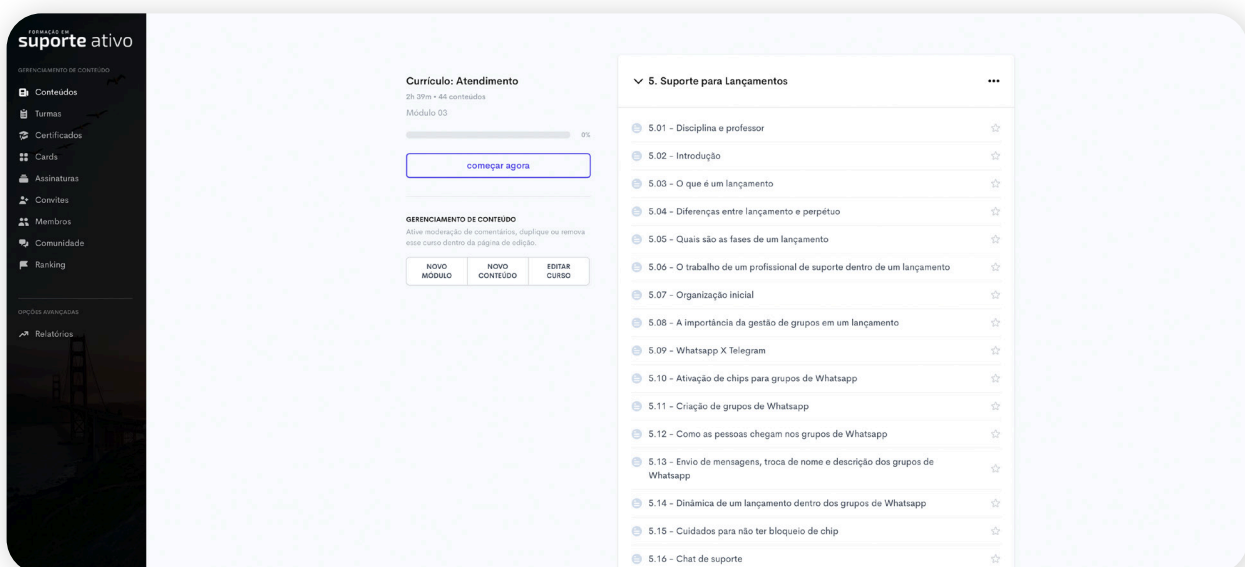 FORMAÇÃO EM
suporte ativo
GERENCIAMENTO DE CONTEÚDO
Conteúdos
Turmas
Certificados
Cards
Assinaturas
Convites
Membros
Comunidade
Ranking
OPÇÕES AVANÇADAS
Relatórios
Currículo: Atendimento
2h 39m • 44 conteúdos
Módulo 03
0%
começar agora
GERENCIAMENTO DE CONTEÚDO
Ative moderação de comentários, duplique ou remova
esse curso dentro da página de edição.
NOVO
MÓDULO
NOVO
CONTEÚDO
EDITAR
CURSO
5. Suporte para Lançamentos
5.01 - Disciplina e professor
5.02 - Introdução
5.03 - O que é um lançamento
5.04 - Diferenças entre lançamento e perpétuo
5.05 - Quais são as fases de um lançamento
5.06 - O trabalho de um profissional de suporte dentro de um lançamento
5.07 - Organização inicial
5.08 - A importância da gestão de grupos em um lançamento
5.09 - Whatsapp X Telegram
5.10 - Ativação de chips para grupos de Whatsapp
5.11 - Criação de grupos de Whatsapp
5.12 - Como as pessoas chegam nos grupos de Whatsapp
5.13 - Envio de mensagens, troca de nome e descrição dos grupos de
Whatsapp
5.14 - Dinâmica de um lançamento dentro dos grupos de Whatsapp
5.15 - Cuidados para não ter bloqueio de chip
5.16 - Chat de suporte